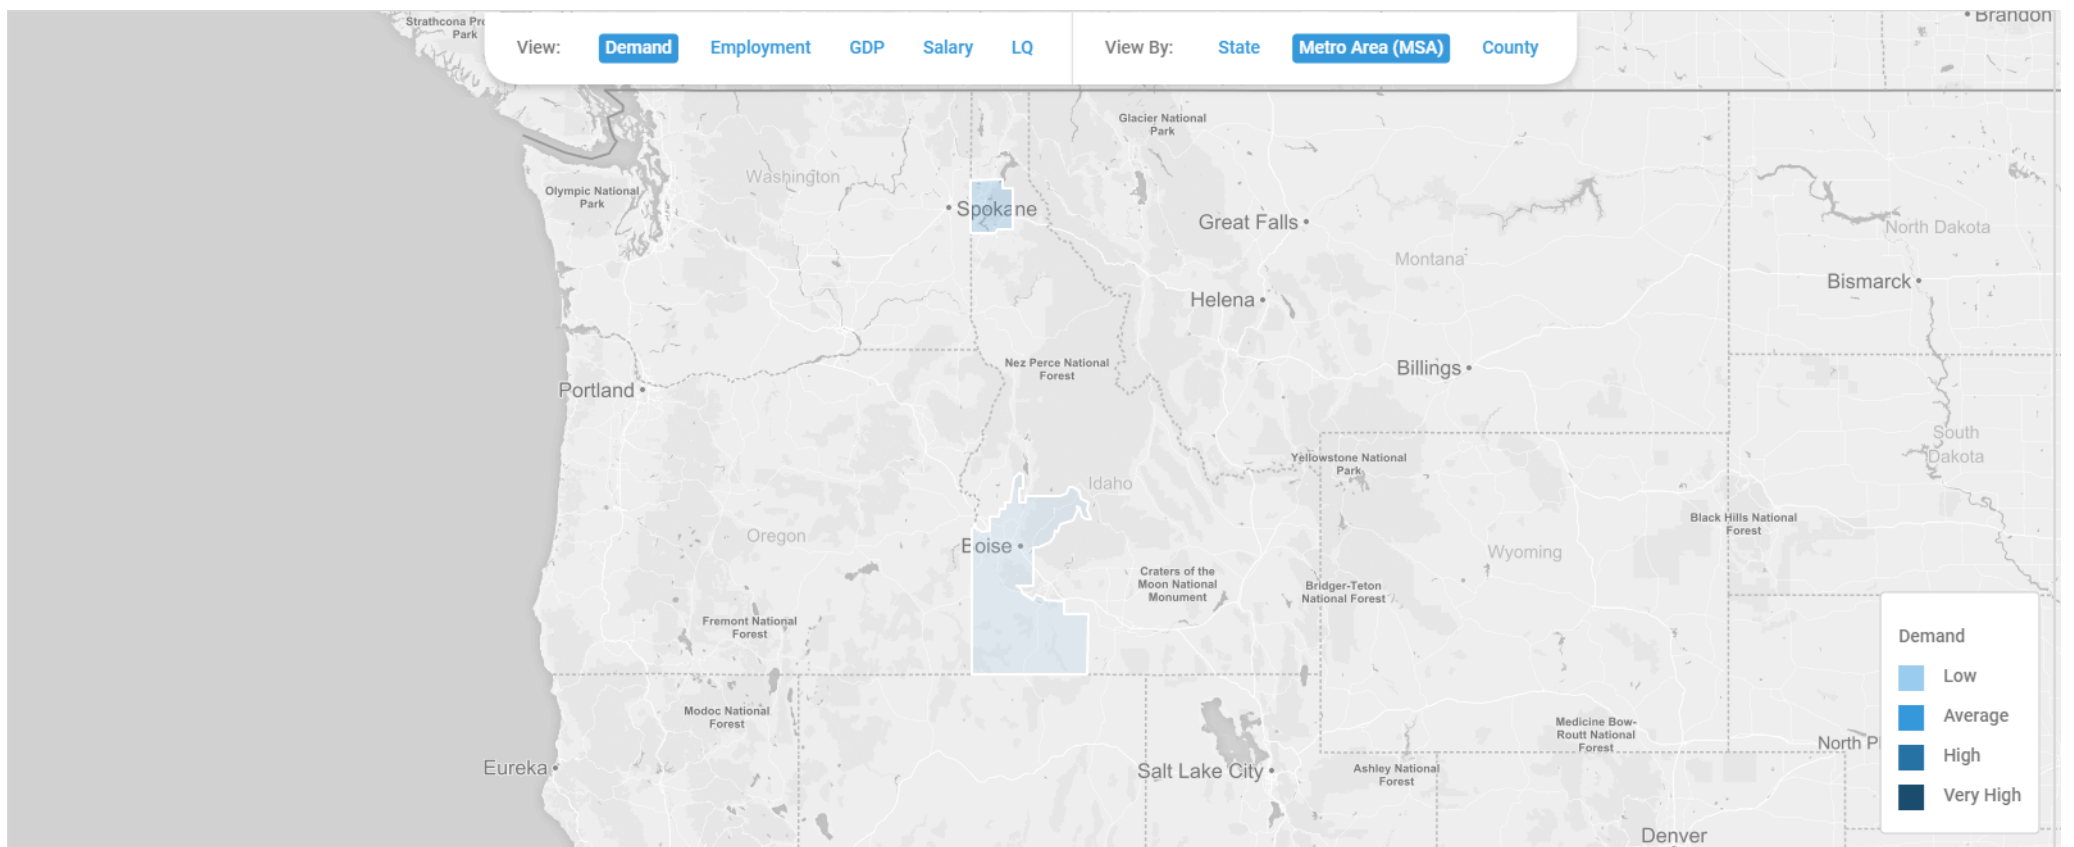 Strathcona Pro
Park
Brandon
View: Demand Employment GDP Salary LQ View By: State Metro Area (MSA) County
Glacier National
Park
Washington
Olympic National
Park
Spokane
Great Falls
North Dakota
Montana
Bismarck
Helena
Nez Perce National
Forest
Billings
Portland
South
Dakota
Yellowstone National
Park
Idaho
Black Hills National
Forest
Oregon
Boise
Wyoming
Craters of the
Moon National
Monument
Bridger-Teton
National Forest
Fremont National
Forest
Demand
Low
Average
High
Very High
Modoc National
Forest
Medicine Bow-
Routt National
Forest
North Pl
Eureka
Salt Lake City
Ashley National
Forest
Denver